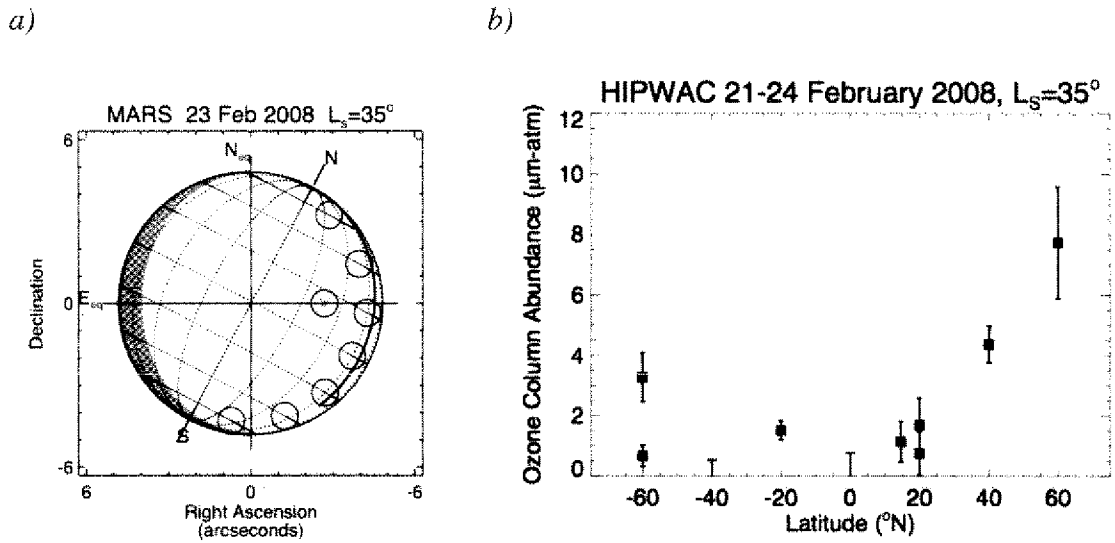 a)
b)
MARS 23 Feb 2008 Ls=35°
6
0
-6
N
N
E
S
6
0
-6
Declination
Right Ascension
(arcseconds)
HIPWAC 21-24 February 2008, LS=35°
Ozone Column Abundance (μm-atm)
12
10
8
6
4
2
0
-60
-40
-20
0
20
40
60
Latitude (°N)